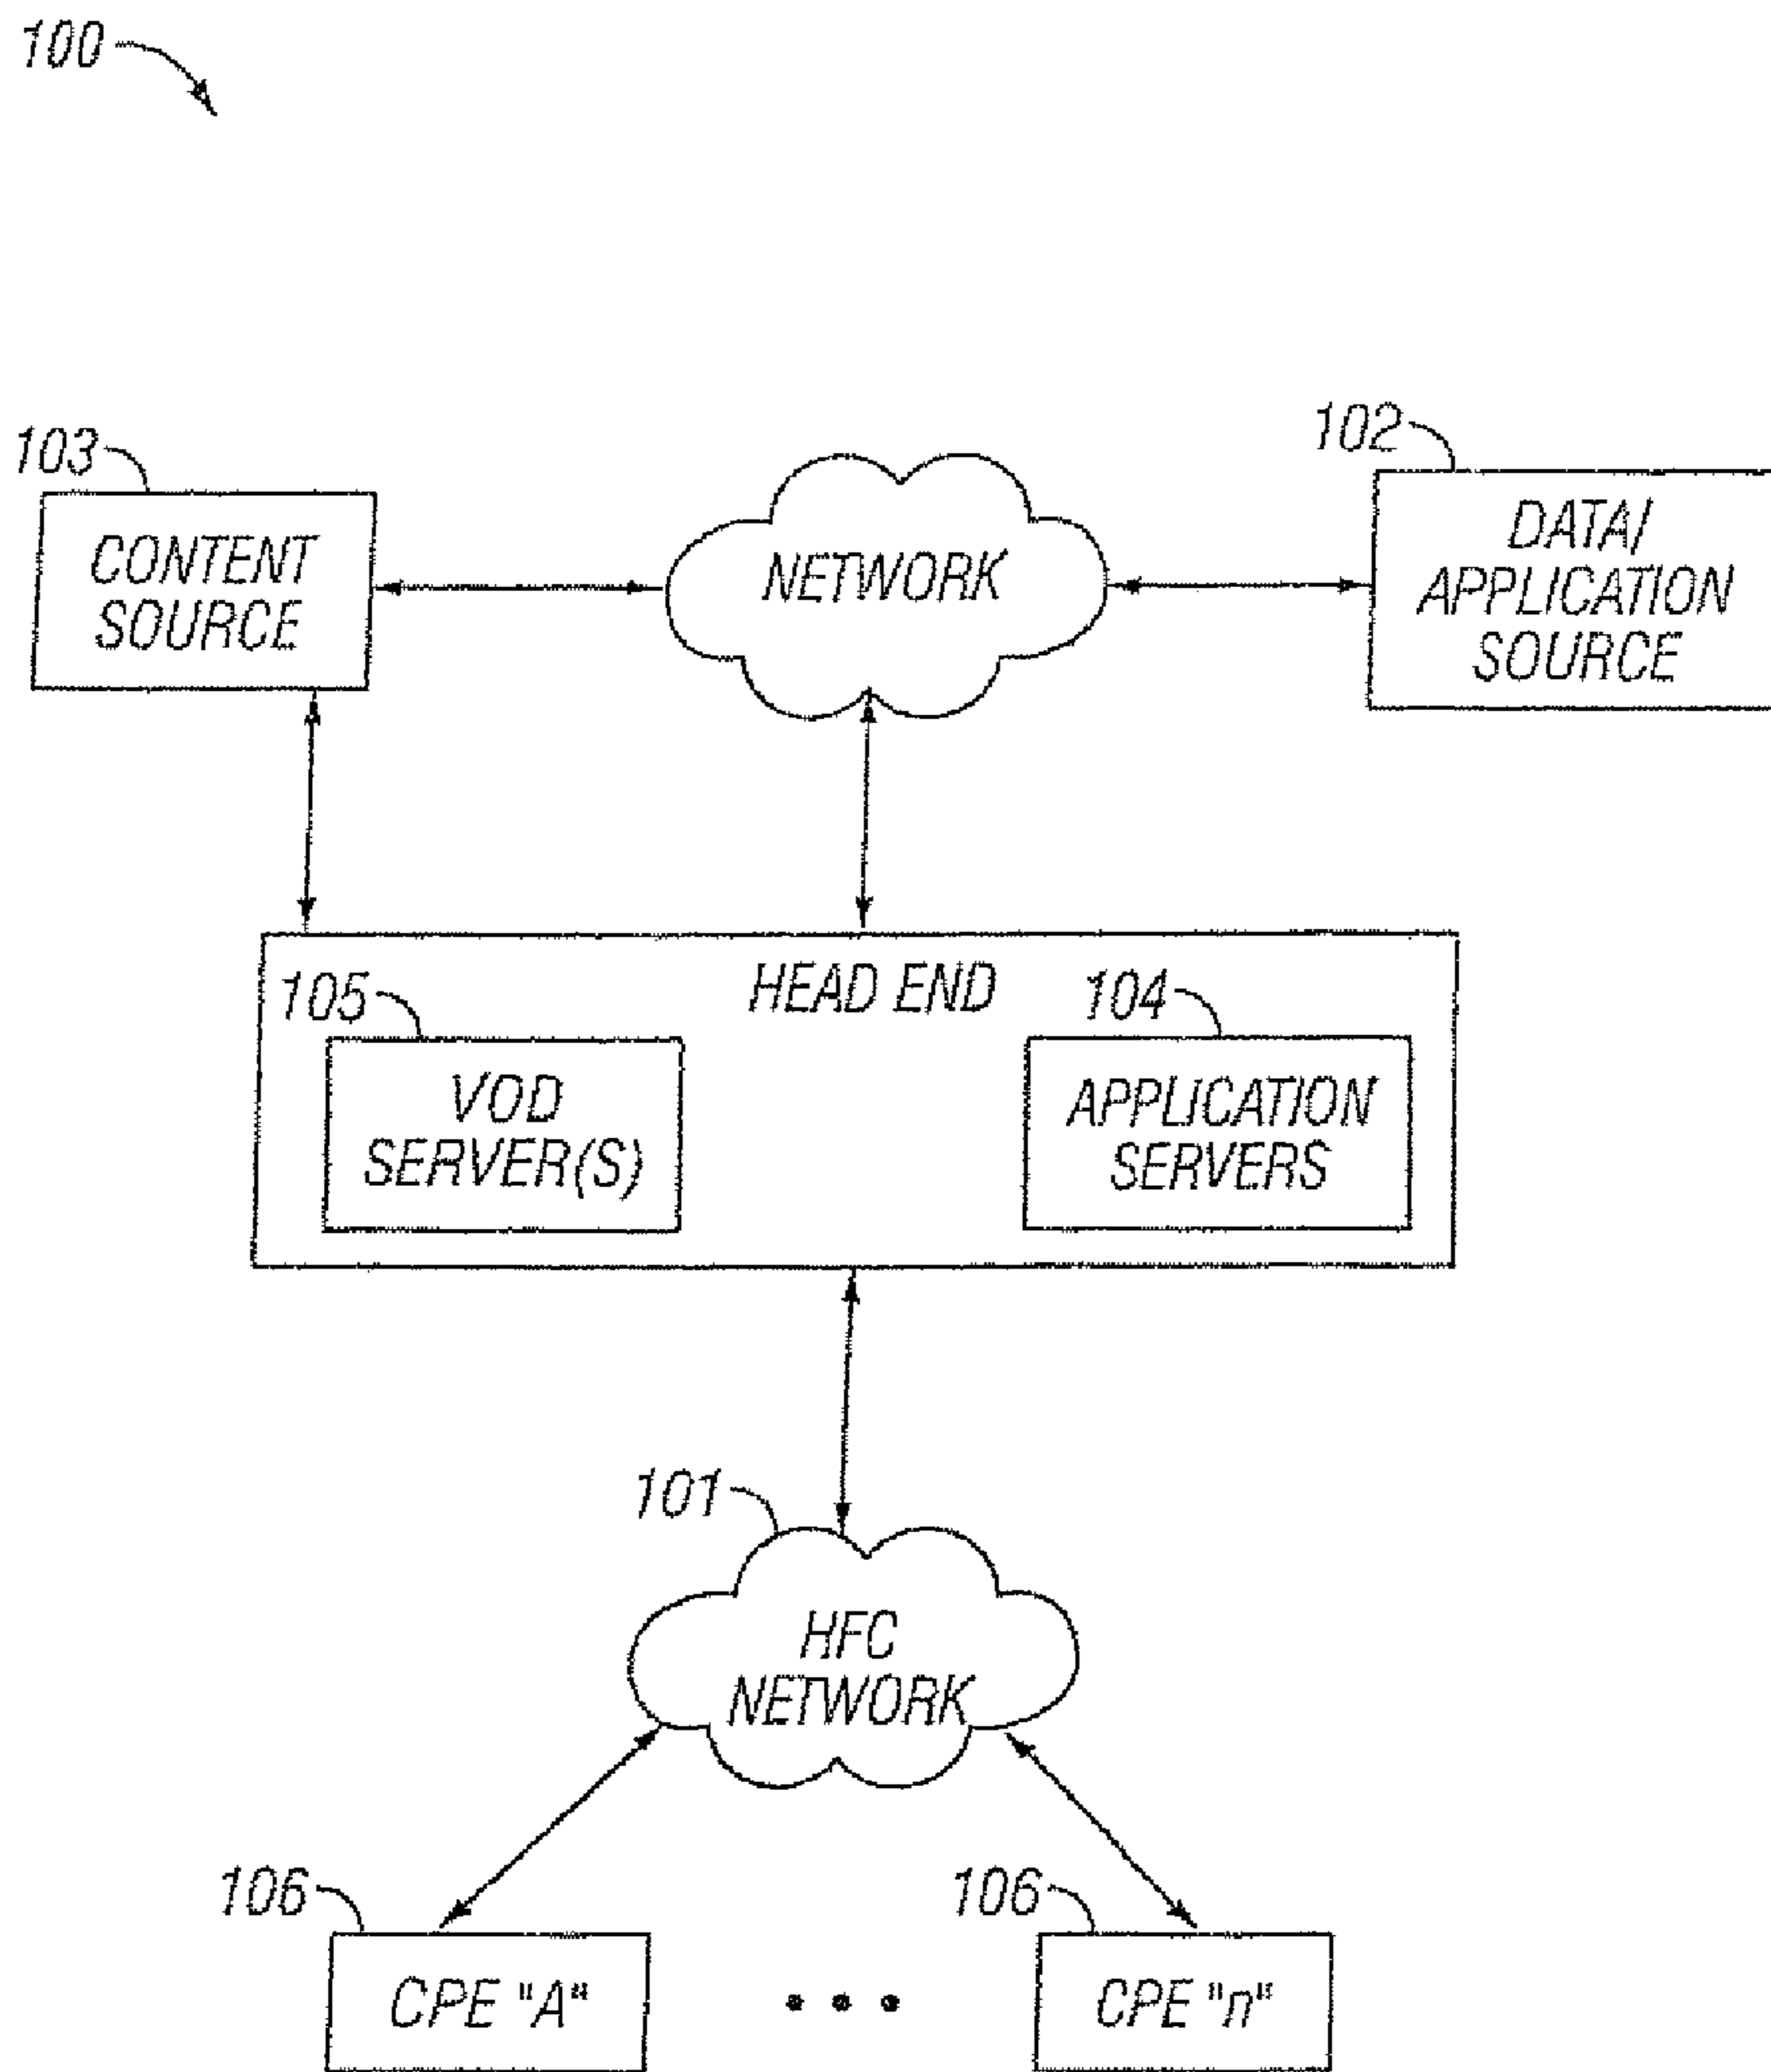 100
103
102
CONTENT
SOURCE
NETWORK
DATA/
APPLICATION
SOURCE
HEAD END
105
104
VOD
SERVER(S)
APPLICATION
SERVERS
101
HFC
NETWORK
106
106
CPE "A"
• • •
CPE "n"